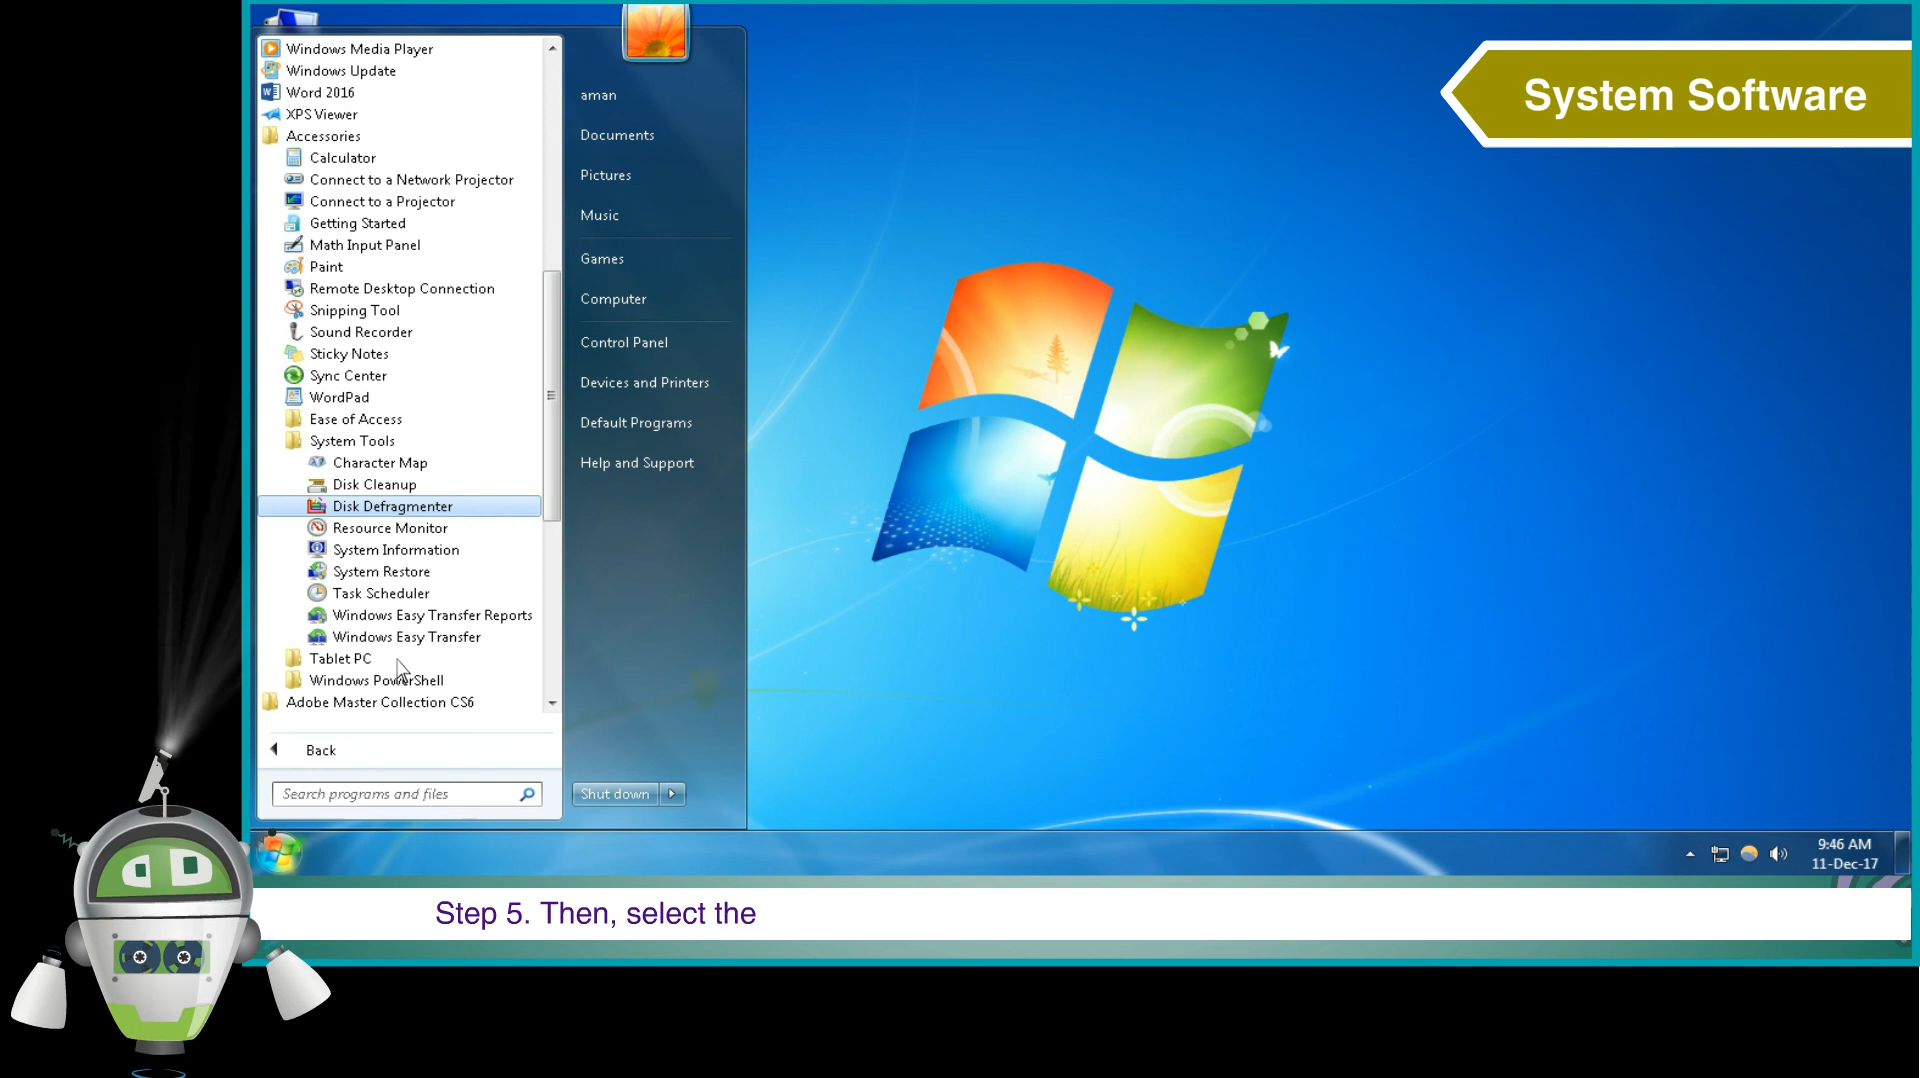 System Software
Windows Media Player
Windows Update
Word 2016
XPS Viewer
Accessories
Calculator
Connect to a Network Projector
Connect to a Projector
Getting Started
Math Input Panel
Paint
Remote Desktop Connection
Snipping Tool
Sound Recorder
Sticky Notes
Sync Center
WordPad
Ease of Access
System Tools
Character Map
Disk Cleanup
Disk Defragmenter
Resource Monitor
System Information
System Restore
Task Scheduler
Windows Easy Transfer Reports
Windows Easy Transfer
Tablet PC
Windows PowerShell
Adobe Master Collection CS6
Back
Search programs and files
aman
Documents
Pictures
Music
Games
Computer
Control Panel
Devices and Printers
Default Programs
Help and Support
Shut down
9:46 AM
11-Dec-17
Step 5. Then, select the